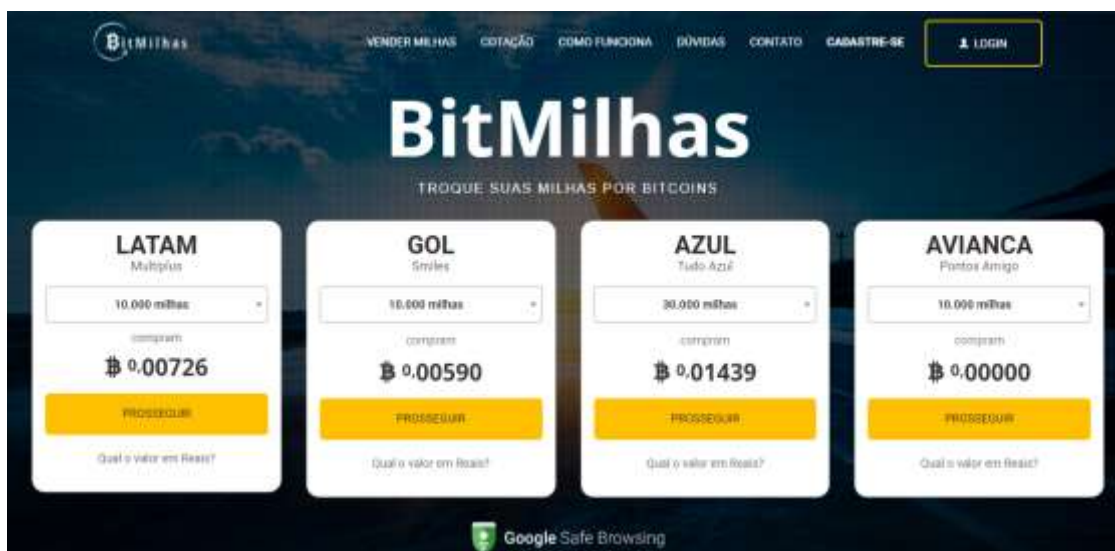 BitMilhas
VENDER MILHAS COTAÇÃO COMO FUNCIONA DÚVIDAS CONTATO CADASTRE-SE LOGIN
BitMilhas
TROQUE SUAS MILHAS POR BITCOINS
LATAM
Multiplus
10.000 milhas
compram
₿ 0,00726
PROSSEGUIR
Qual o valor em Reais?
GOL
Smiles
10.000 milhas
compram
₿ 0,00590
PROSSEGUIR
Qual o valor em Reais?
AZUL
Tudo Azul
30.000 milhas
compram
₿ 0,01439
PROSSEGUIR
Qual o valor em Reais?
AVIANCA
Pontos Amigo
10.000 milhas
compram
₿ 0,00000
PROSSEGUIR
Qual o valor em Reais?
Google Safe Browsing